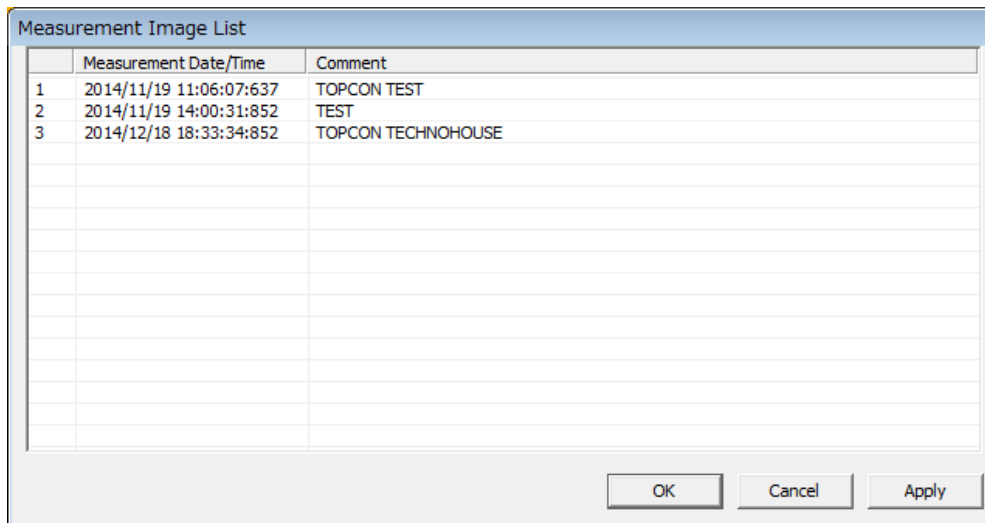 Measurement Image List
Measurement Date/Time Comment
1 2014/11/19 11:06:07:637 TOPCON TEST
2 2014/11/19 14:00:31:852 TEST
3 2014/12/18 18:33:34:852 TOPCON TECHNOHOUSE
OK Cancel Apply